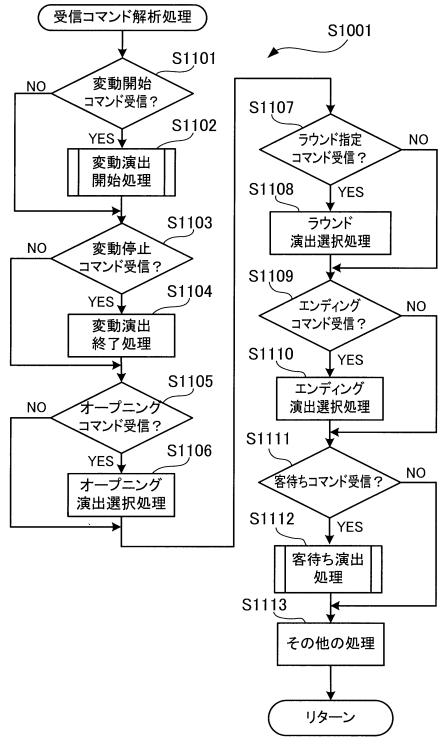 受信コマンド解析処理
S1001
S1101
変動開始
コマンド受信?
NO
YES
S1102
変動演出
開始処理
S1103
変動停止
コマンド受信?
NO
YES
S1104
変動演出
終了処理
S1105
オープニング
コマンド受信?
NO
YES
S1106
オープニング
演出選択処理
S1107
ラウンド指定
コマンド受信?
NO
YES
S1108
ラウンド
演出選択処理
S1109
エンディング
コマンド受信?
NO
YES
S1110
エンディング
演出選択処理
S1111
客待ちコマンド受信?
NO
YES
S1112
客待ち演出
処理
S1113
その他の処理
リターン